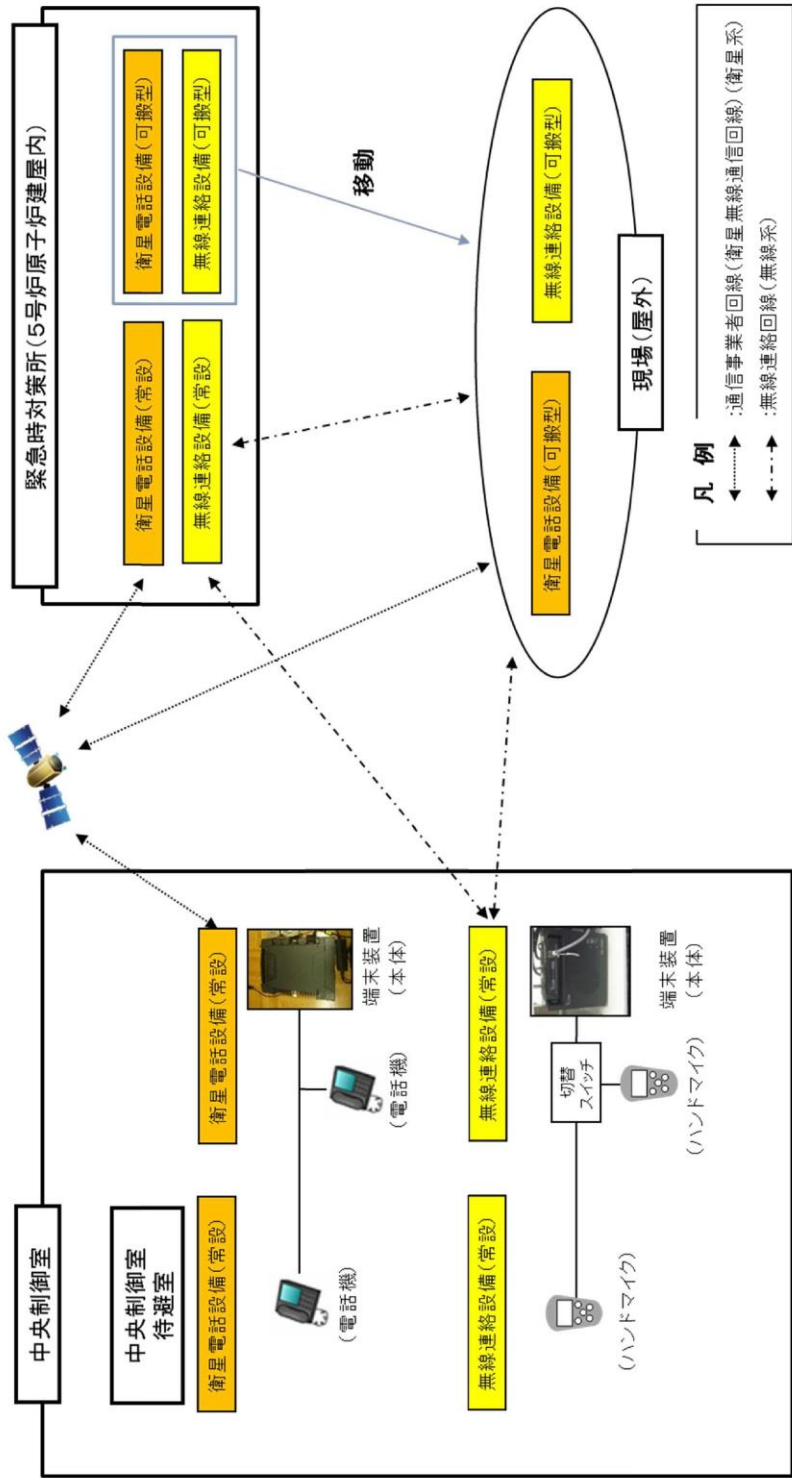 中央制御室
中央制御室
待避室
衛星電話設備(常設)
衛星電話設備(常設)
(電話機)
(電話機)
端末装置
(本体)
無線連絡設備(常設)
無線連絡設備(常設)
切替
スイッチ
(ハンドマイク)
(ハンドマイク)
端末装置
(本体)
緊急時対策所(5号炉原子炉建屋内)
衛星電話設備(常設)
衛星電話設備(可搬型)
無線連絡設備(常設)
無線連絡設備(可搬型)
移動
衛星電話設備(可搬型)
無線連絡設備(可搬型)
現場(屋外)
凡 例
:通信事業者回線(衛星無線通信回線)(衛星系)
:無線連絡回線(無線系)